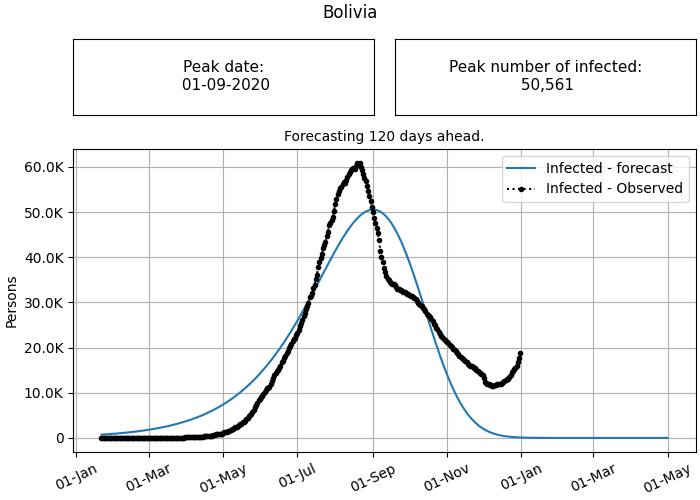 Bolivia
Peak date:
01-09-2020
Peak number of infected:
50,561
Forecasting 120 days ahead.
Infected - forecast
Infected - Observed
60.0K
50.0K
40.0K
30.0K
20.0K
10.0K
0
Persons
01-Jan
01-Mar
01-May
01-Jul
01-Sep
01-Nov
01-Jan
01-Mar
01-May